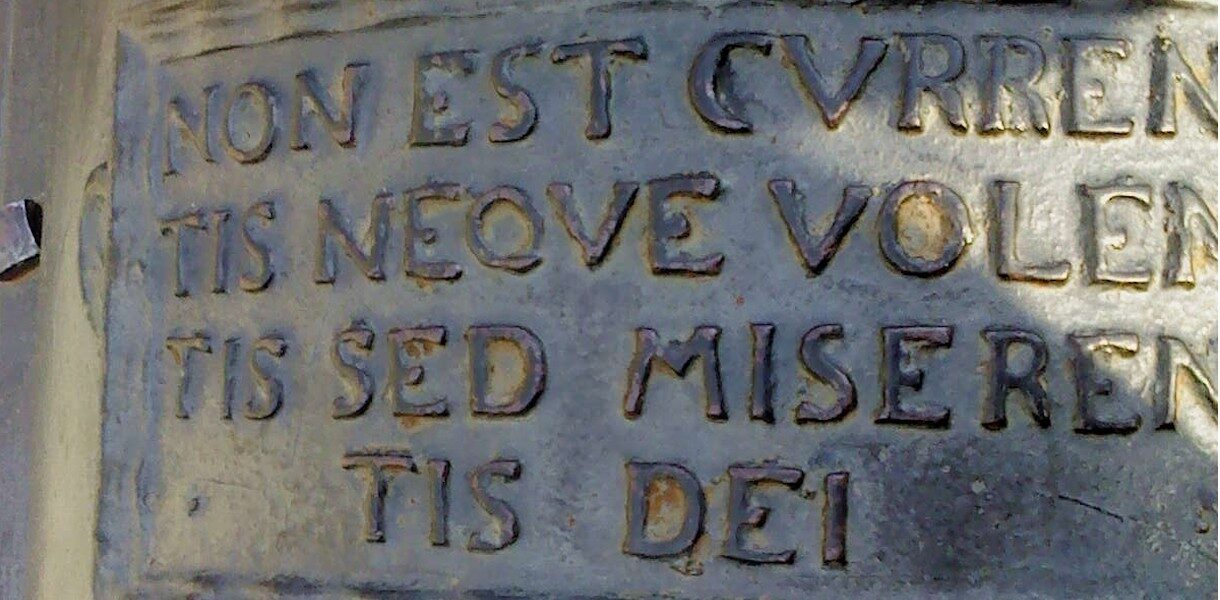 NON EST CVRREN
TIS NEQVE VOLEN
TIS SED MISEREN
TIS DEI